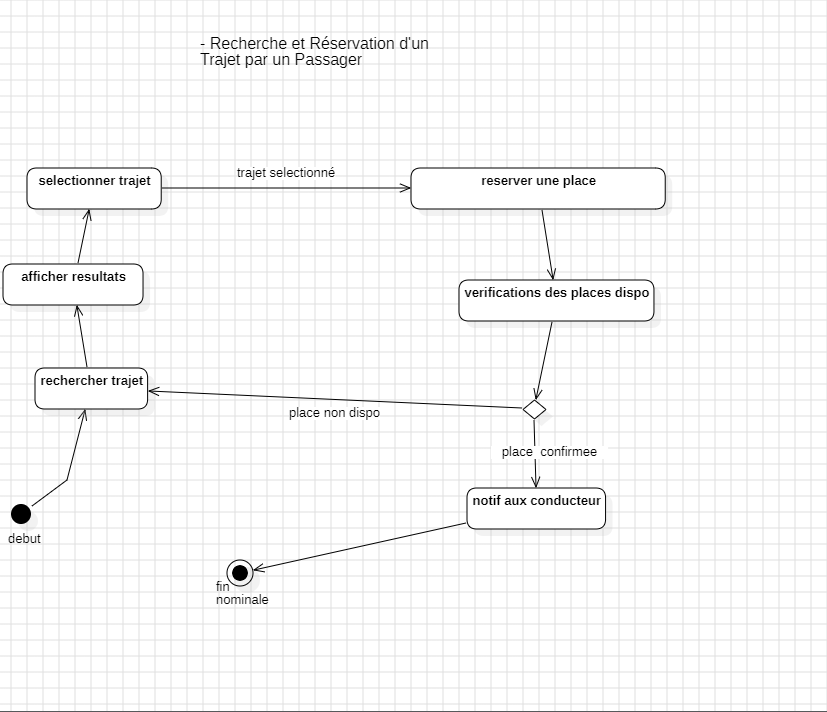 - Recherche et Réservation d'un
Trajet par un Passager
selectionner trajet
trajet selectionné
reserver une place
afficher resultats
verifications des places dispo
rechercher trajet
place non dispo
place  confirmee
notif aux conducteur
debut
fin
nominale